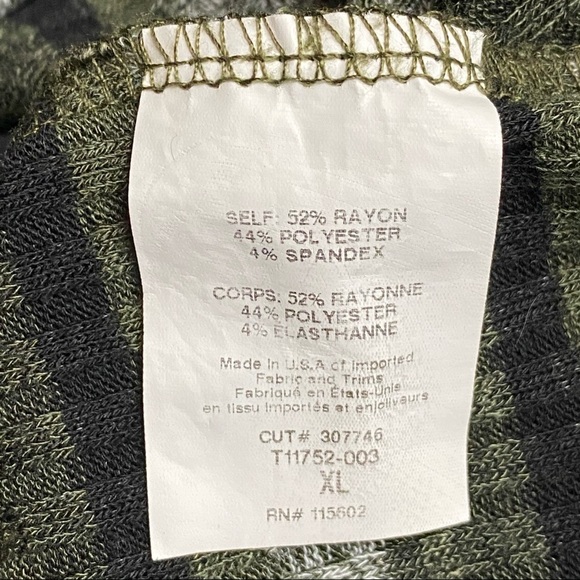 SELF: 52% RAYON
44% POLYESTER
4% SPANDEX
CORPS: 52% RAYONNE
44% POLYESTER
4% ELASTHANNE
Made in U.S.A of Imported
Fabric and Trims
Fabriqué en États-Unis
en tissu importés et enjoliveurs
CUT# 307746
T11752-003
XL
RN# 115602